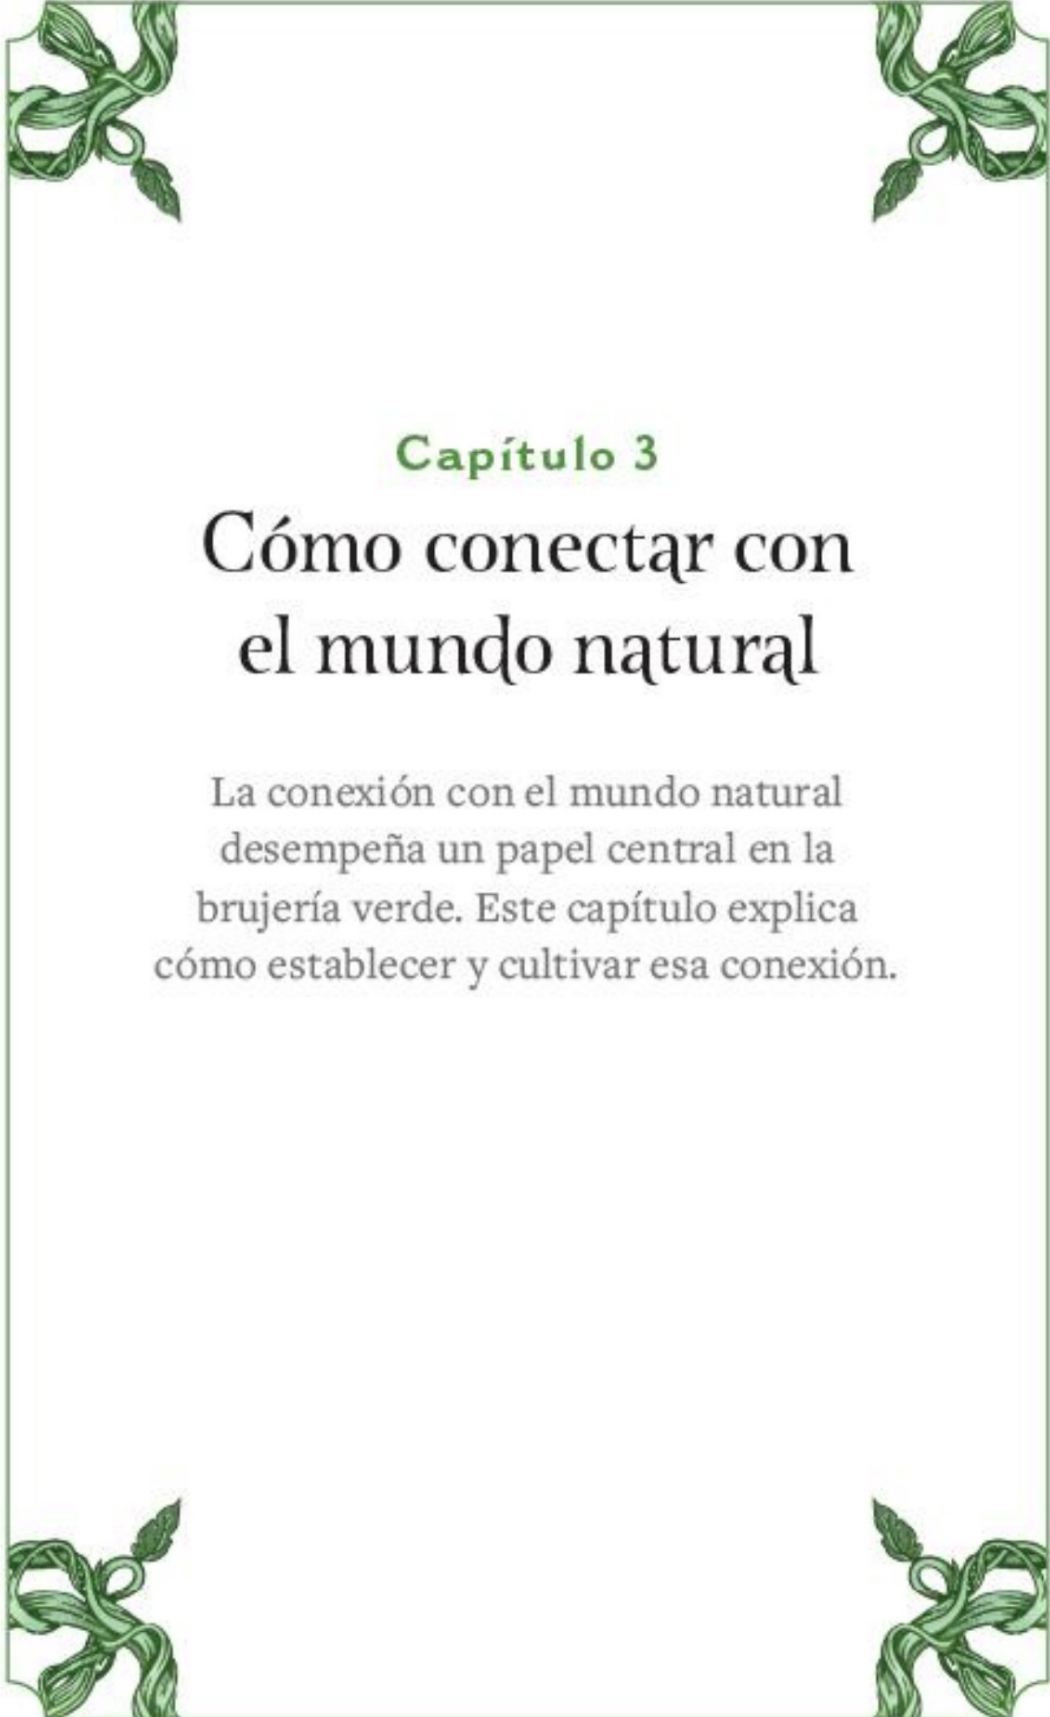 Capítulo 3
Cómo conectar con
el mundo natural
La conexión con el mundo natural
desempeña un papel central en la
brujería verde. Este capítulo explica
cómo establecer y cultivar esa conexión.